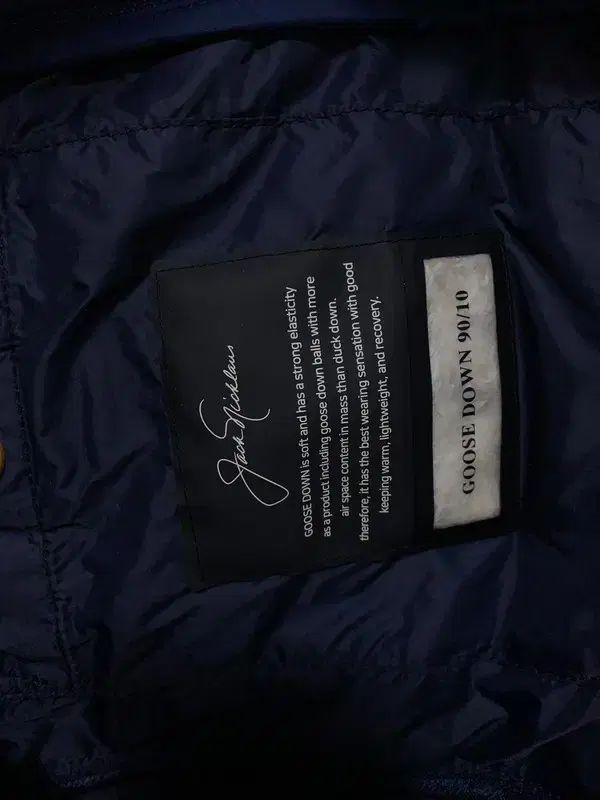 Jack Nicklaus
GOOSE DOWN is soft and has a strong elasticity
as a product including goose down balls with more
air space content in mass than duck down.
therefore, it has the best wearing sensation with good
keeping warm, lightweight, and recovery.
GOOSE DOWN 90/10